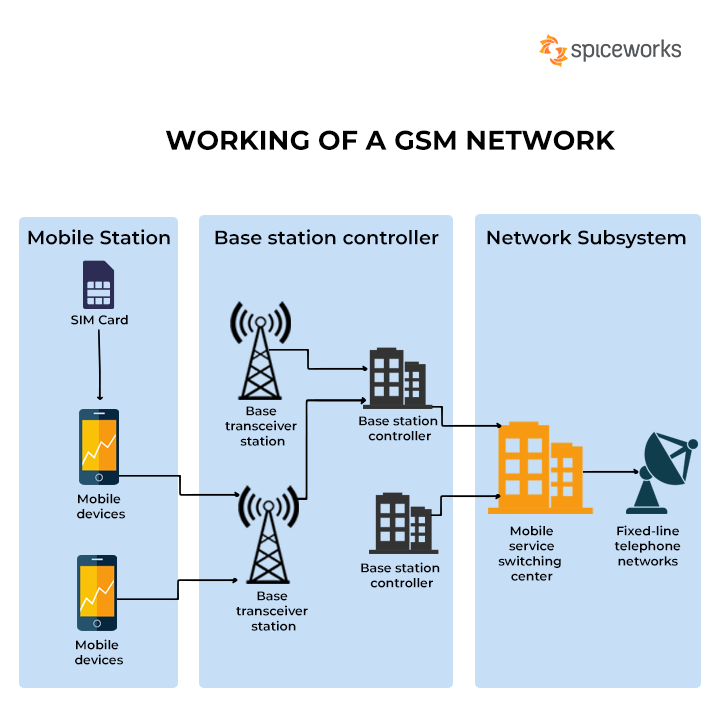 spiceworks
WORKING OF A GSM NETWORK
Mobile Station
SIM Card
Mobile
devices
Mobile
devices
Base station controller
Base
transceiver
station
Base station
controller
Base
transceiver
station
Base station
controller
Network Subsystem
Mobile
service
switching
center
Fixed-line
telephone
networks